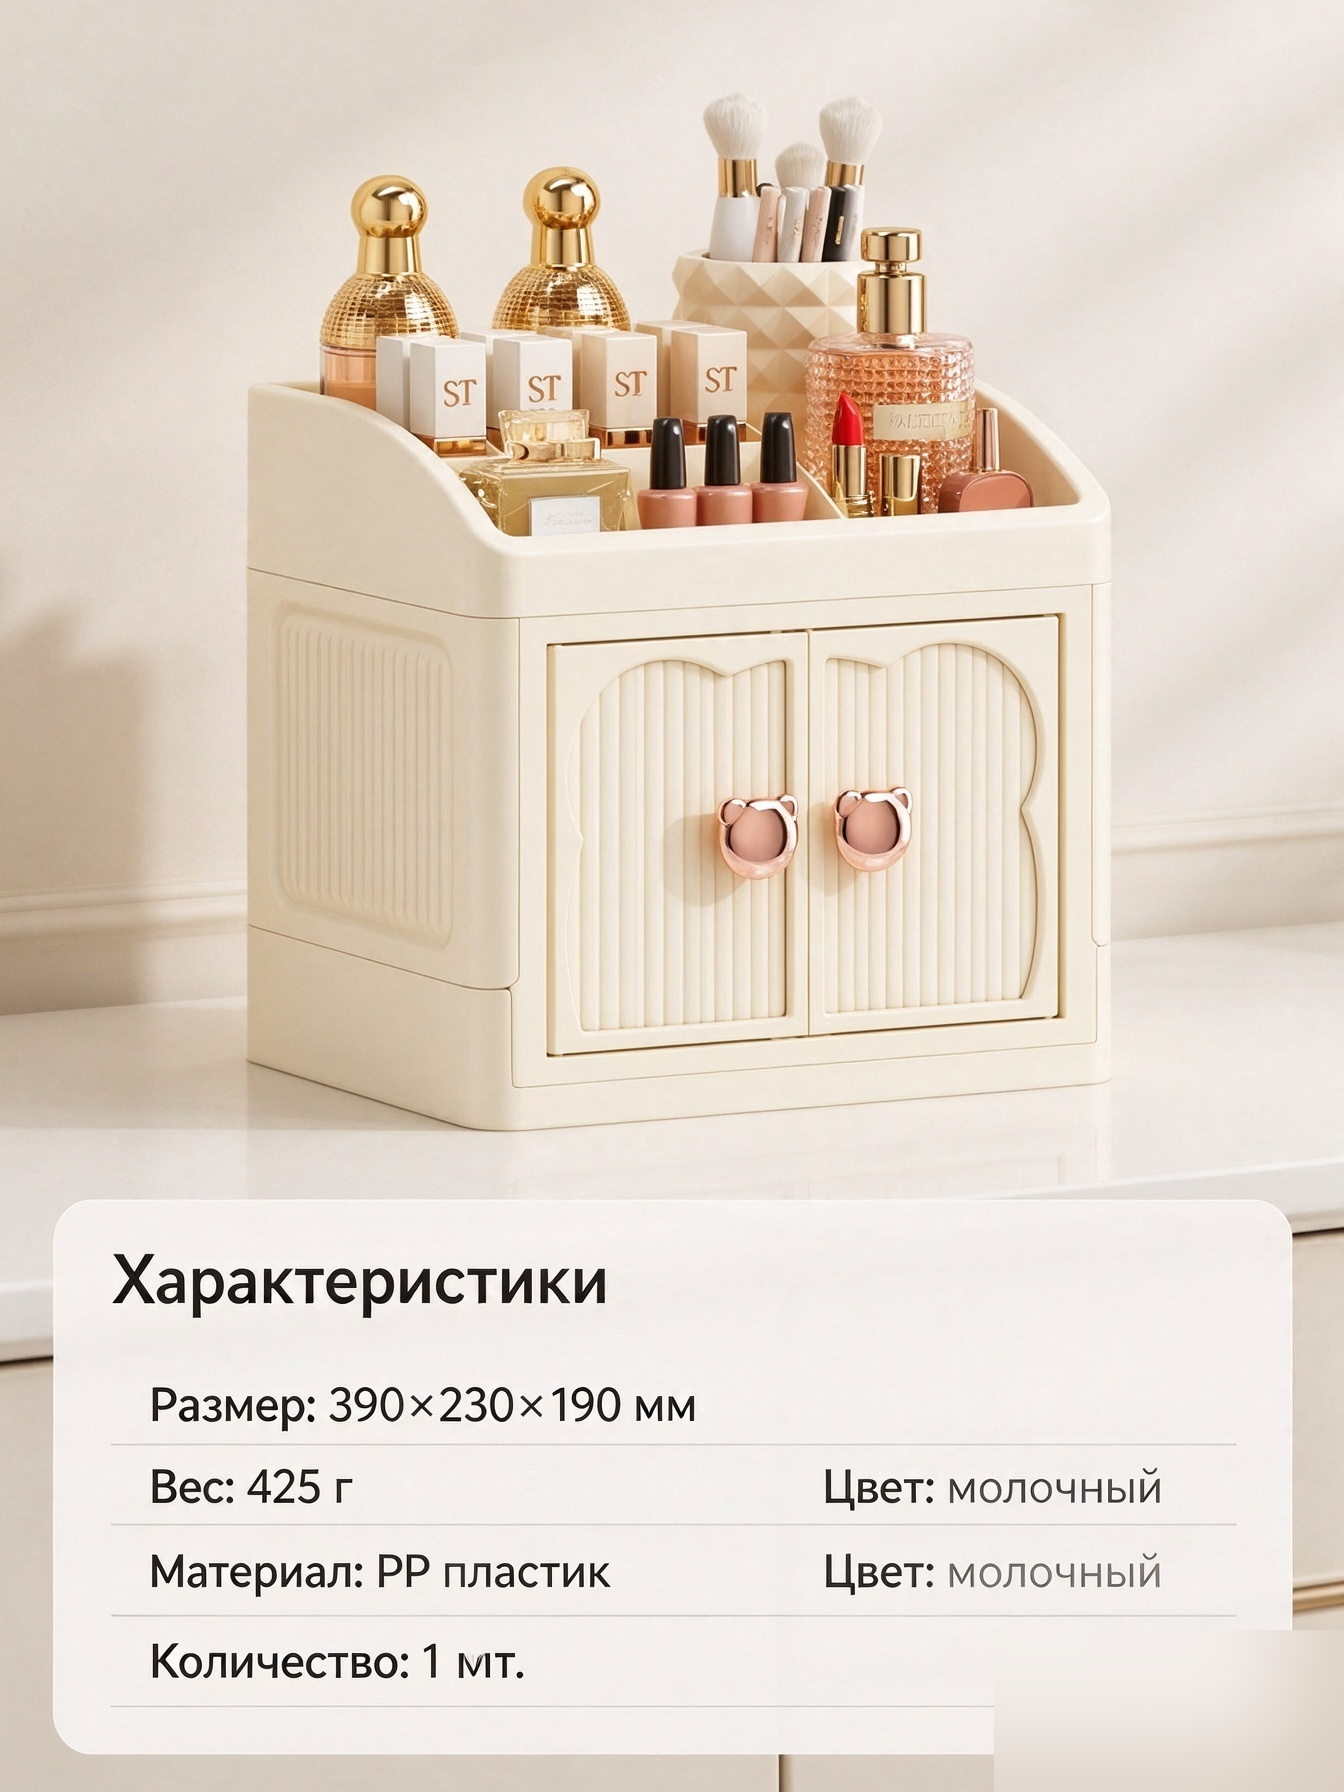 ST ST ST ST
Характеристики
Размер: 390×230×190 мм
Вес: 425 г
Цвет: молочный
Материал: PP пластик
Цвет: молочный
Количество: 1 мт.